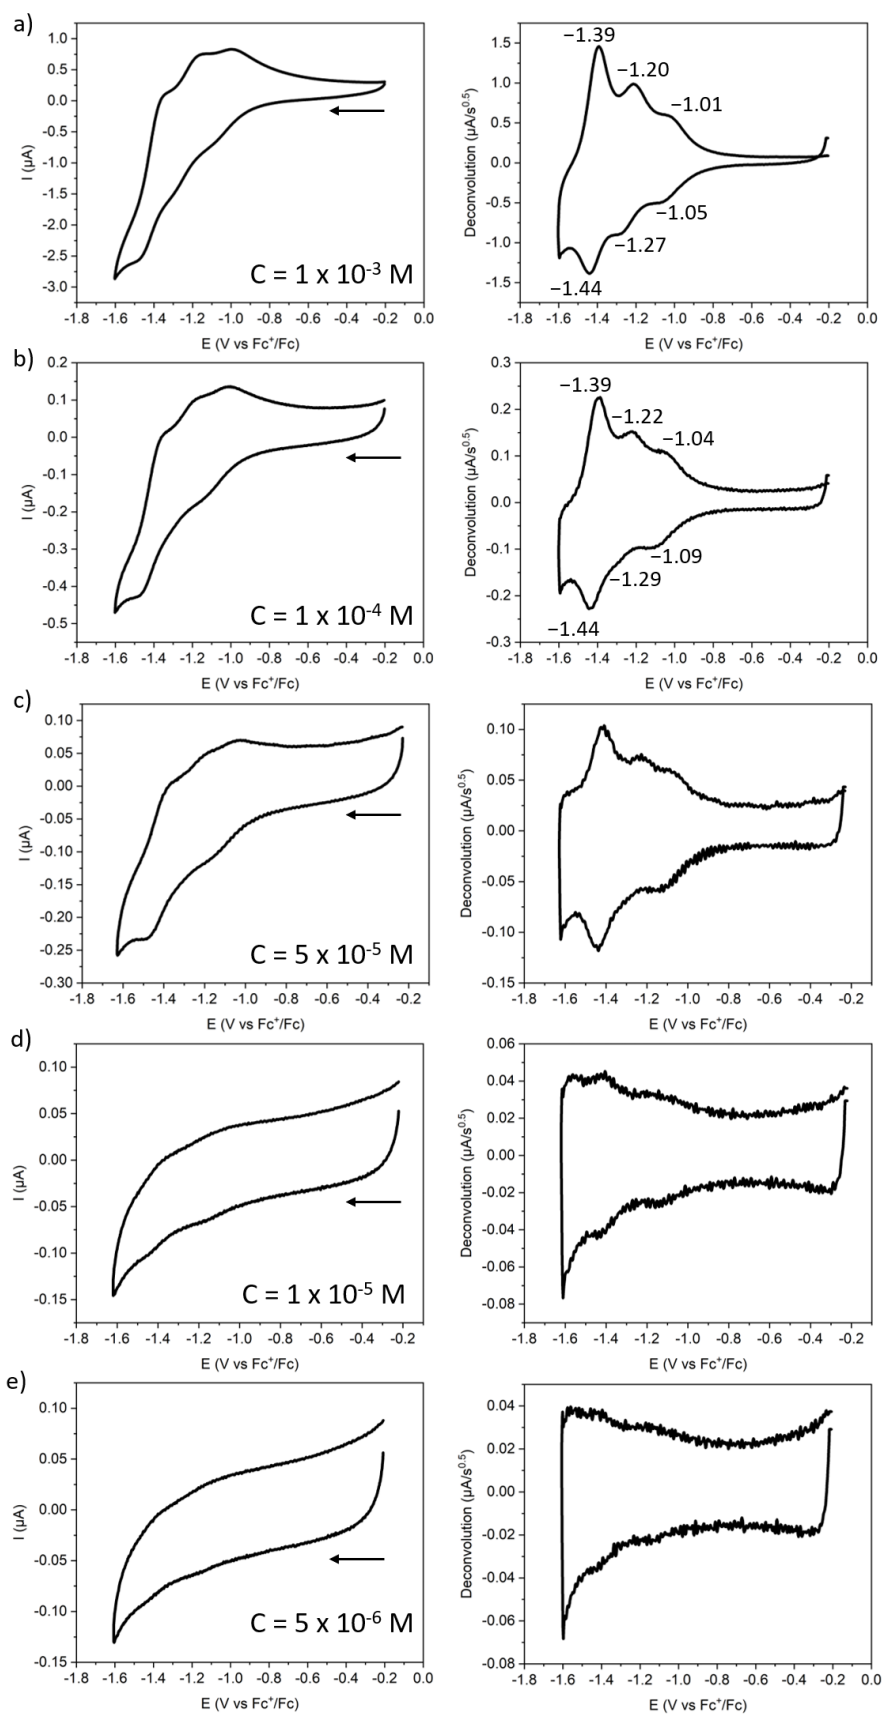 a)
1.0
0.5
0.0
-0.5
-1.0
-1.5
-2.0
-2.5
-3.0
I (µA)
C = 1 x 10-3 M
-1.8 -1.6 -1.4 -1.2 -1.0 -0.8 -0.6 -0.4 -0.2 0.0
E (V vs Fc+/Fc)
1.5
1.0
0.5
0.0
-0.5
-1.0
-1.5
Deconvolution (µA/s0.5)
−1.39
−1.20
−1.01
−1.05
−1.27
−1.44
-1.8 -1.6 -1.4 -1.2 -1.0 -0.8 -0.6 -0.4 -0.2 0.0
E (V vs Fc+/Fc)
b)
0.2
0.1
0.0
-0.1
-0.2
-0.3
-0.4
-0.5
I (µA)
C = 1 x 10-4 M
-1.8 -1.6 -1.4 -1.2 -1.0 -0.8 -0.6 -0.4 -0.2 0.0
E (V vs Fc+/Fc)
0.3
0.2
0.1
0.0
-0.1
-0.2
-0.3
Deconvolution (µA/s0.5)
−1.39
−1.22
−1.04
−1.09
−1.29
−1.44
-1.8 -1.6 -1.4 -1.2 -1.0 -0.8 -0.6 -0.4 -0.2 0.0
E (V vs Fc+/Fc)
c)
0.10
0.05
0.00
-0.05
-0.10
-0.15
-0.20
-0.25
-0.30
I (µA)
C = 5 x 10-5 M
-1.8 -1.6 -1.4 -1.2 -1.0 -0.8 -0.6 -0.4 -0.2
E (V vs Fc+/Fc)
0.10
0.05
0.00
-0.05
-0.10
-0.15
Deconvolution (µA/s0.5)
-1.8 -1.6 -1.4 -1.2 -1.0 -0.8 -0.6 -0.4 -0.2
E (V vs Fc+/Fc)
d)
0.10
0.05
0.00
-0.05
-0.10
-0.15
I (µA)
C = 1 x 10-5 M
-1.8 -1.6 -1.4 -1.2 -1.0 -0.8 -0.6 -0.4 -0.2
E (V vs Fc+/Fc)
0.06
0.04
0.02
0.00
-0.02
-0.04
-0.06
-0.08
Deconvolution (µA/s0.5)
-1.8 -1.6 -1.4 -1.2 -1.0 -0.8 -0.6 -0.4 -0.2
E (V vs Fc+/Fc)
e)
0.10
0.05
0.00
-0.05
-0.10
-0.15
I (µA)
C = 5 x 10-6 M
-1.8 -1.6 -1.4 -1.2 -1.0 -0.8 -0.6 -0.4 -0.2 0.0
E (V vs Fc+/Fc)
0.04
0.02
0.00
-0.02
-0.04
-0.06
-0.08
Deconvolution (µA/s0.5)
-1.8 -1.6 -1.4 -1.2 -1.0 -0.8 -0.6 -0.4 -0.2 0.0
E (V vs Fc+/Fc)